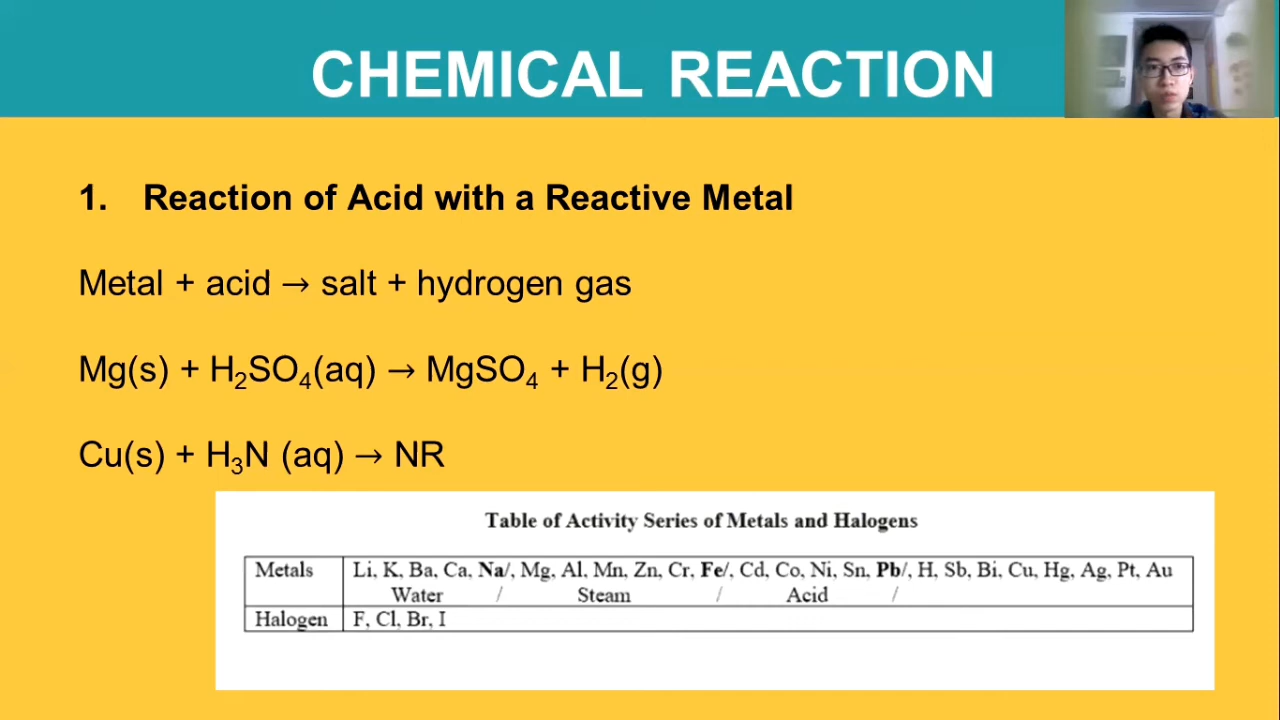 CHEMICAL REACTION
1. Reaction of Acid with a Reactive Metal
Metal + acid → salt + hydrogen gas
Mg(s) + H₂SO₄(aq) → MgSO₄ + H₂(g)
Cu(s) + H₃N (aq) → NR
Table of Activity Series of Metals and Halogens
Metals Li, K, Ba, Ca, Na/, Mg, Al, Mn, Zn, Cr, Fe/, Cd, Co, Ni, Sn, Pb/, H, Sb, Bi, Cu, Hg, Ag, Pt, Au
Water / Steam / Acid /
Halogen F, Cl, Br, I